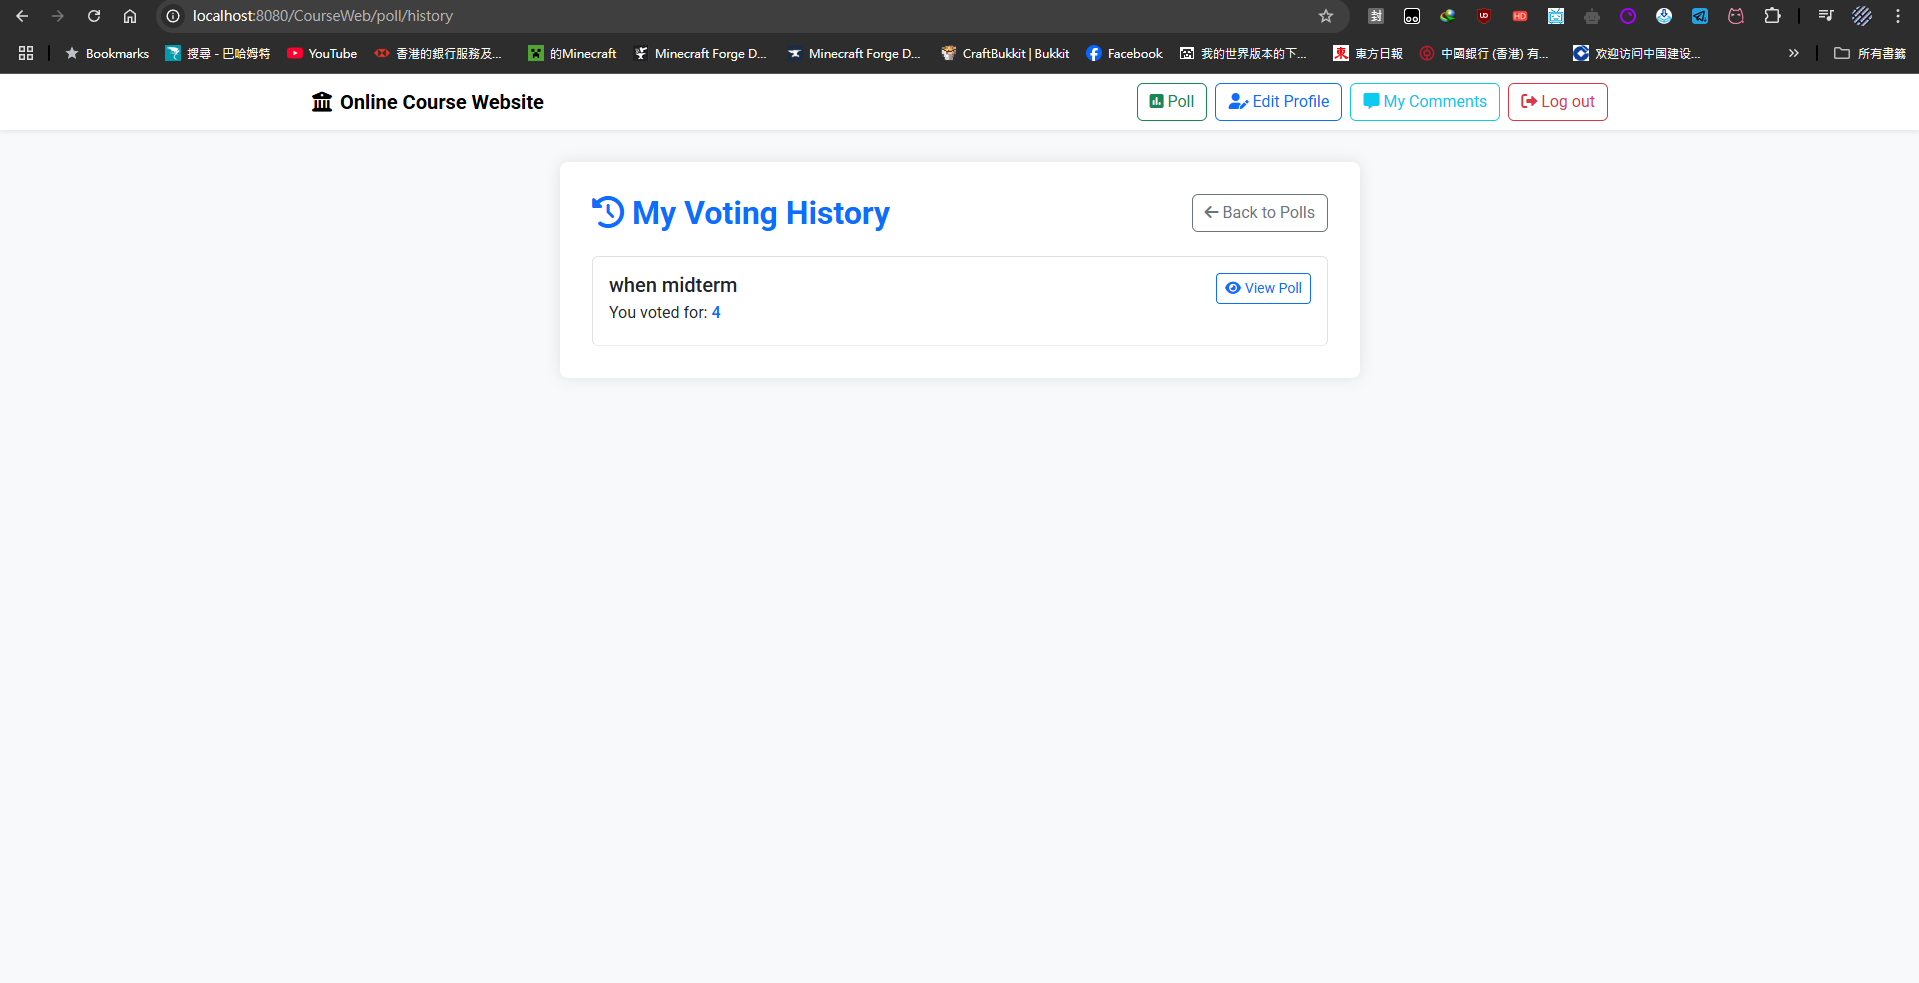 localhost:8080/CourseWeb/poll/history
Bookmarks 搜尋 - 巴哈姆特 YouTube 香港的銀行服務及... 的Minecraft Minecraft Forge D... Minecraft Forge D... CraftBukkit | Bukkit Facebook 我的世界版本的下... 東方日報 中國銀行 (香港) 有... 欢迎访问中国建设... 所有書籤
Online Course Website Poll Edit Profile My Comments Log out
My Voting History Back to Polls
when midterm View Poll
You voted for: 4